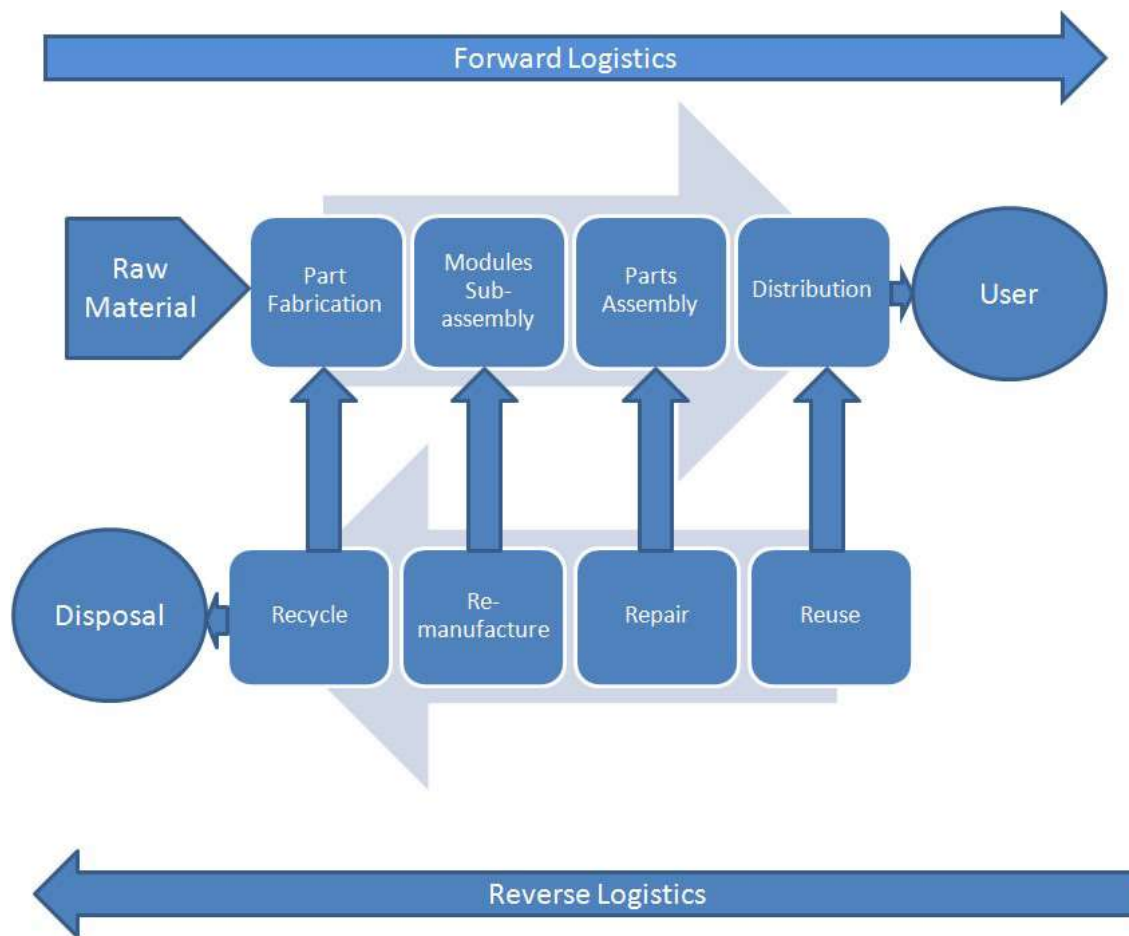 Forward Logistics
Raw
Material
Part
Fabrication
Modules
Sub-
assembly
Parts
Assembly
Distribution
User
Disposal
Recycle
Re-
manufacture
Repair
Reuse
Reverse Logistics